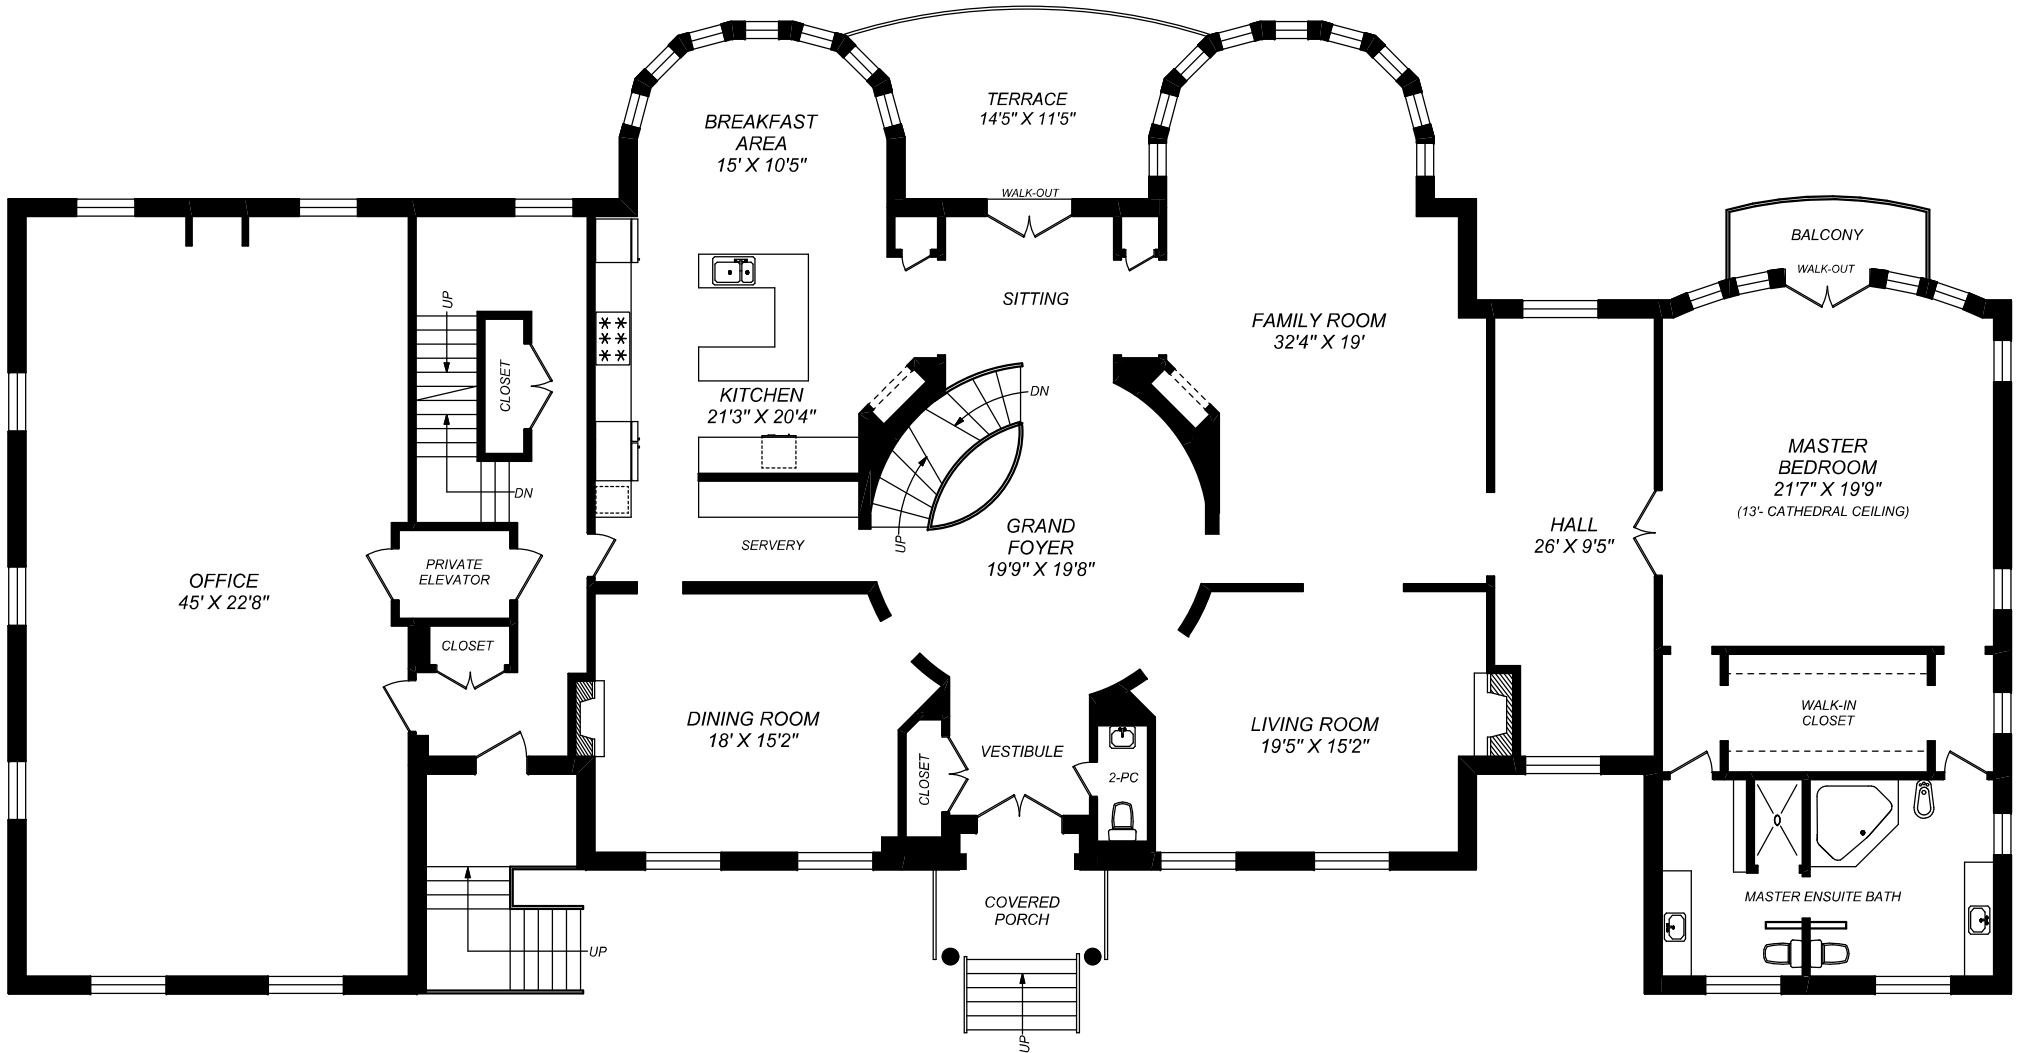 TERRACE
14'5" X 11'5"
BREAKFAST
AREA
15' X 10'5"
WALK-OUT
BALCONY
WALK-OUT
UP
SITTING
FAMILY ROOM
32'4" X 19'
CLOSET
KITCHEN
21'3" X 20'4"
DN
MASTER
BEDROOM
21'7" X 19'9"
(13'- CATHEDRAL CEILING)
DN
GRAND
FOYER
19'9" X 19'8"
HALL
26' X 9'5"
SERVERY
UP
PRIVATE
ELEVATOR
OFFICE
45' X 22'8"
CLOSET
DINING ROOM
18' X 15'2"
LIVING ROOM
19'5" X 15'2"
WALK-IN
CLOSET
VESTIBULE
CLOSET
2-PC
MASTER ENSUITE BATH
COVERED
PORCH
UP
UP